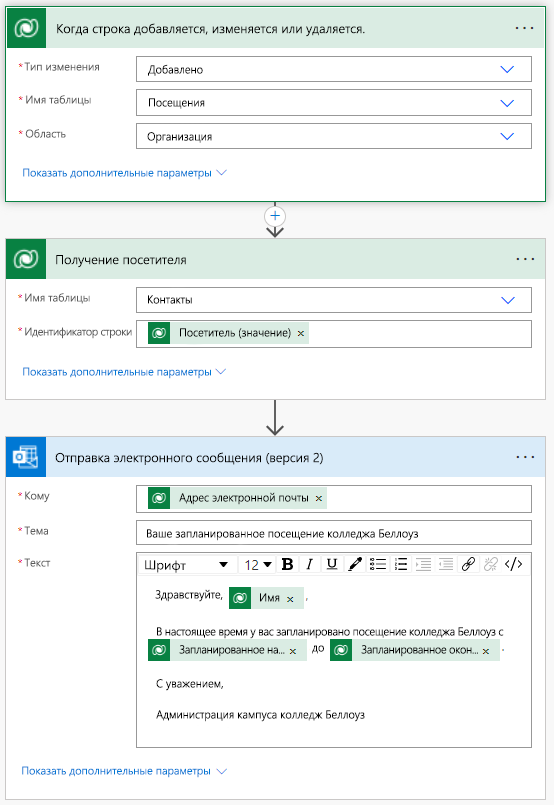 Когда строка добавляется, изменяется или удаляется. ...
*Тип изменения Добавлено
*Имя таблицы Посещения
*Область Организация
Показать дополнительные параметры
Получение посетителя ...
*Имя таблицы Контакты
*Идентификатор строки Посетитель (значение) x
Показать дополнительные параметры
Отправка электронного сообщения (версия 2) ...
*Кому Адрес электронной почты x
*Тема Ваше запланированное посещение колледжа Беллоуз
*Текст Шрифт 12 B I U </>
Здравствуйте, Имя x ,
В настоящее время у вас запланировано посещение колледжа Беллоуз с
Запланированное на... x до Запланированное окон... x .
С уважением,
Администрация кампуса колледж Беллоуз
Показать дополнительные параметры